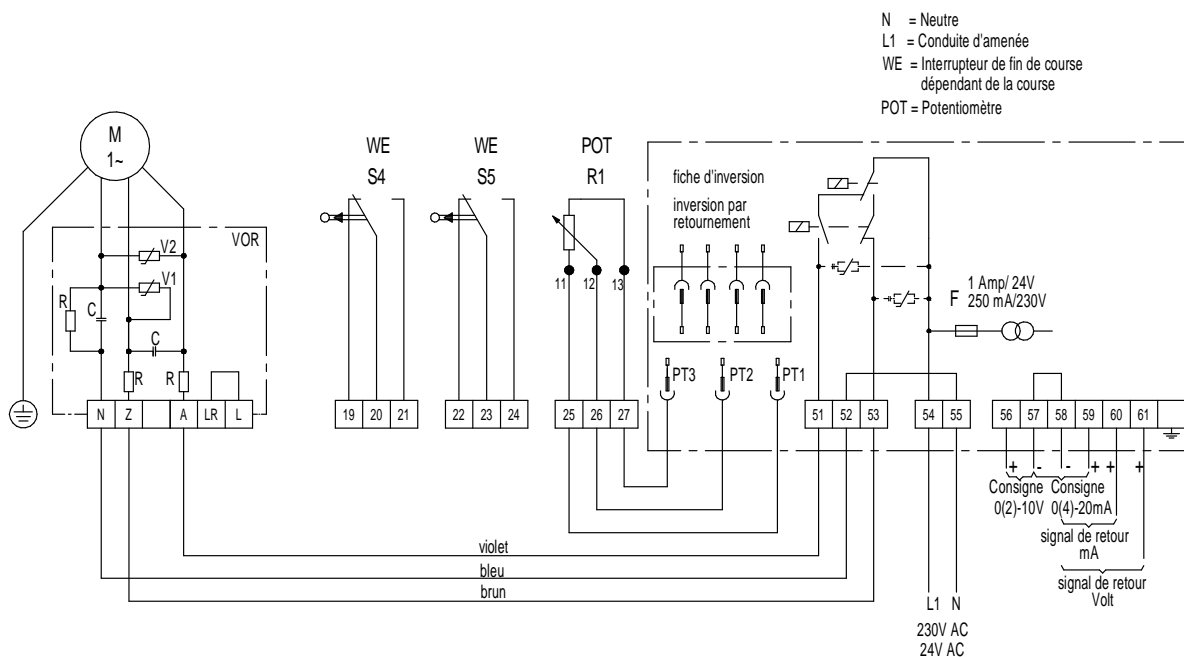 N = Neutre
L1 = Conduite d'amenée
WE = Interrupteur de fin de course
dépendant de la course
POT = Potentiomètre
M
1~
VOR
V2
V1
R
C
C
R
R
N Z A LR L
WE
S4
WE
S5
POT
R1
11 12 13
19 20 21
22 23 24
25 26 27
fiche d'inversion
inversion par
retournement
PT3 PT2 PT1
F
1 Amp/ 24V
250 mA/230V
51 52 53
54 55
56 57 58 59 60 61
+ - - + + +
Consigne
0(2)-10V
Consigne
0(4)-20mA
signal de retour
mA
signal de retour
Volt
violet
bleu
brun
L1 N
230V AC
24V AC